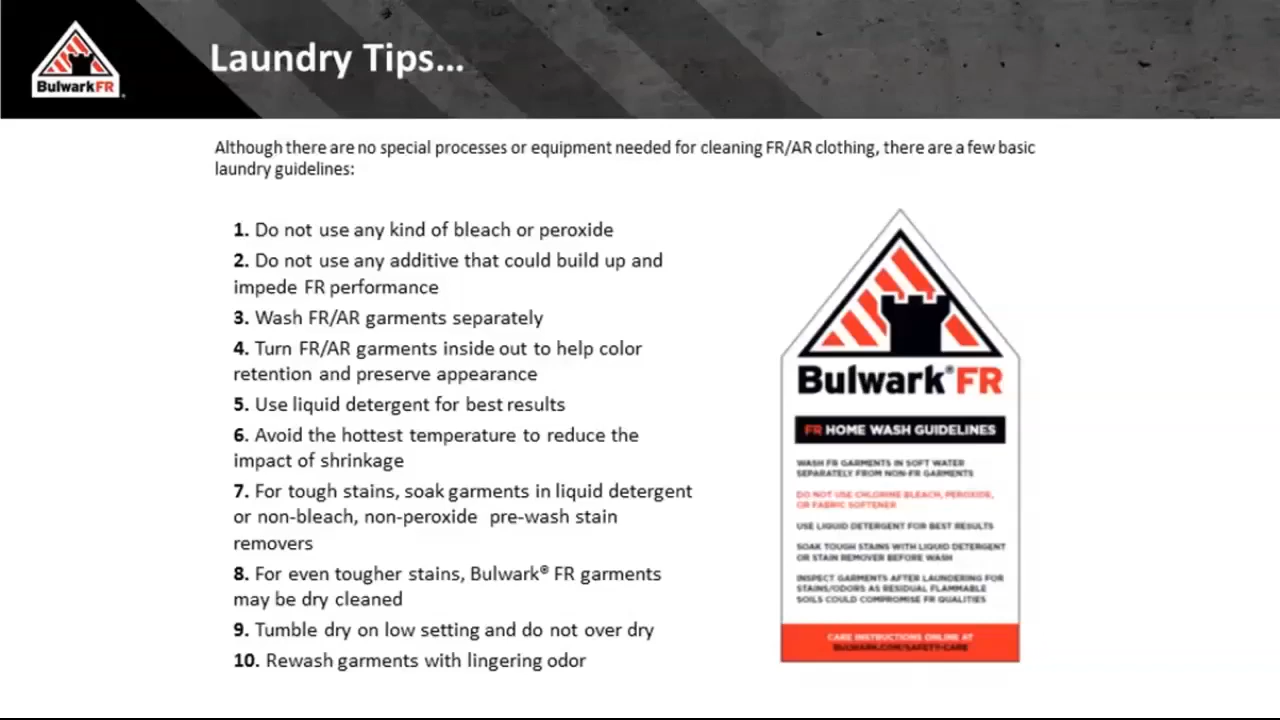 BulwarkFR
Laundry Tips...
Although there are no special processes or equipment needed for cleaning FR/AR clothing, there are a few basic
laundry guidelines:
1. Do not use any kind of bleach or peroxide
2. Do not use any additive that could build up and
impede FR performance
3. Wash FR/AR garments separately
4. Turn FR/AR garments inside out to help color
retention and preserve appearance
5. Use liquid detergent for best results
6. Avoid the hottest temperature to reduce the
impact of shrinkage
7. For tough stains, soak garments in liquid detergent
or non-bleach, non-peroxide pre-wash stain
removers
8. For even tougher stains, Bulwark® FR garments
may be dry cleaned
9. Tumble dry on low setting and do not over dry
10. Rewash garments with lingering odor
Bulwark® FR
FR HOME WASH GUIDELINES
WASH FR GARMENTS IN SOFT WATER
SEPARATELY FROM NON-FR GARMENTS
DO NOT USE CHLORINE BLEACH, PEROXIDE,
OR FABRIC SOFTENER
USE LIQUID DETERGENT FOR BEST RESULTS
SOAK TOUGH STAINS WITH LIQUID DETERGENT
OR STAIN REMOVER BEFORE WASH
INSPECT GARMENTS AFTER LAUNDERING FOR
STAINS/ODORS AS RESIDUAL FLAMMABLE
SOILS COULD COMPROMISE FR QUALITIES
CARE INSTRUCTIONS ONLINE AT
BULWARK.COM/SAFETY-CARE